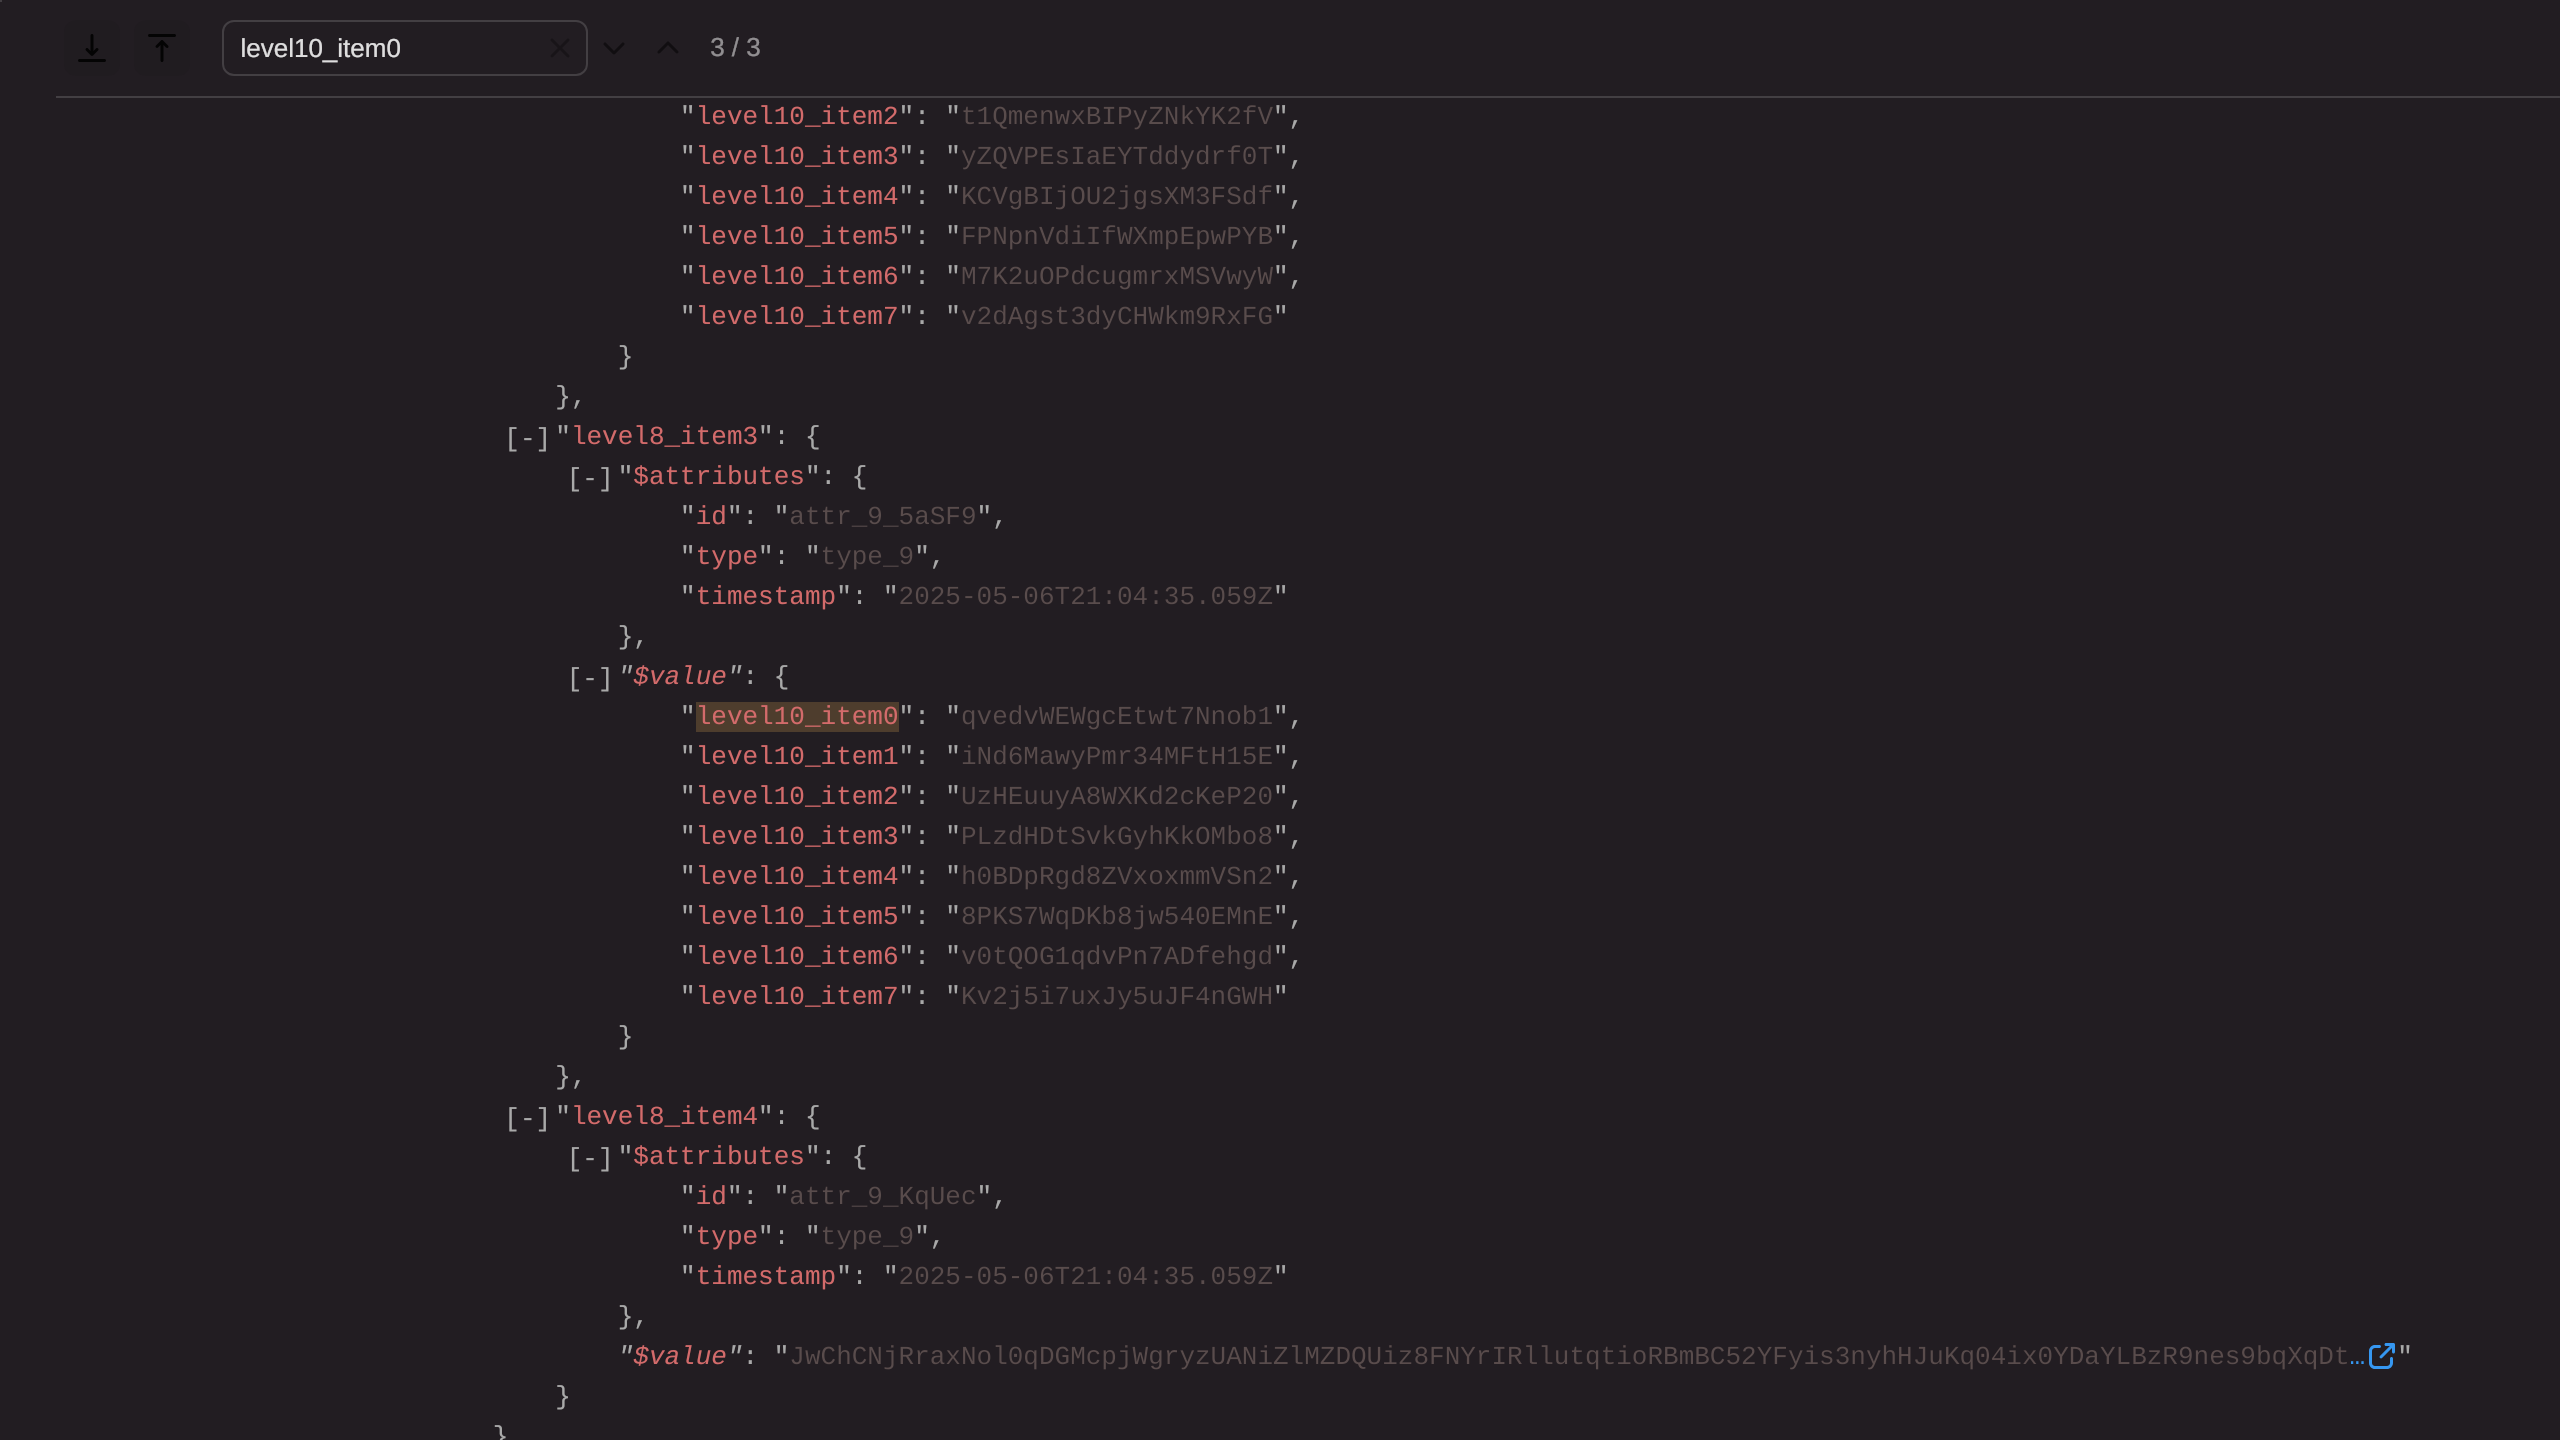 level10_item0 3 / 3
"level10_item2": "t1QmenwxBIPyZNkYK2fV",
"level10_item3": "yZQVPEsIaEYTddydrf0T",
"level10_item4": "KCVgBIjOU2jgsXM3FSdf",
"level10_item5": "FPNpnVdiIfWXmpEpwPYB",
"level10_item6": "M7K2uOPdcugmrxMSVwyW",
"level10_item7": "v2dAgst3dyCHWkm9RxFG"
}
},
[-]"level8_item3": {
[-]"$attributes": {
"id": "attr_9_5aSF9",
"type": "type_9",
"timestamp": "2025-05-06T21:04:35.059Z"
},
[-]"$value": {
"level10_item0": "qvedvWEWgcEtwt7Nnob1",
"level10_item1": "iNd6MawyPmr34MFtH15E",
"level10_item2": "UzHEuuyA8WXKd2cKeP20",
"level10_item3": "PLzdHDtSvkGyhKkOMbo8",
"level10_item4": "h0BDpRgd8ZVxoxmmVSn2",
"level10_item5": "8PKS7WqDKb8jw540EMnE",
"level10_item6": "v0tQOG1qdvPn7ADfehgd",
"level10_item7": "Kv2j5i7uxJy5uJF4nGWH"
}
},
[-]"level8_item4": {
[-]"$attributes": {
"id": "attr_9_KqUec",
"type": "type_9",
"timestamp": "2025-05-06T21:04:35.059Z"
},
"$value": "JwChCNjRraxNol0qDGMcpjWgryzUANiZlMZDQUiz8FNYrIRllutqtioRBmBC52YFyis3nyhHJuKq04ix0YDaYLBzR9nes9bqXqDt…"
}
}